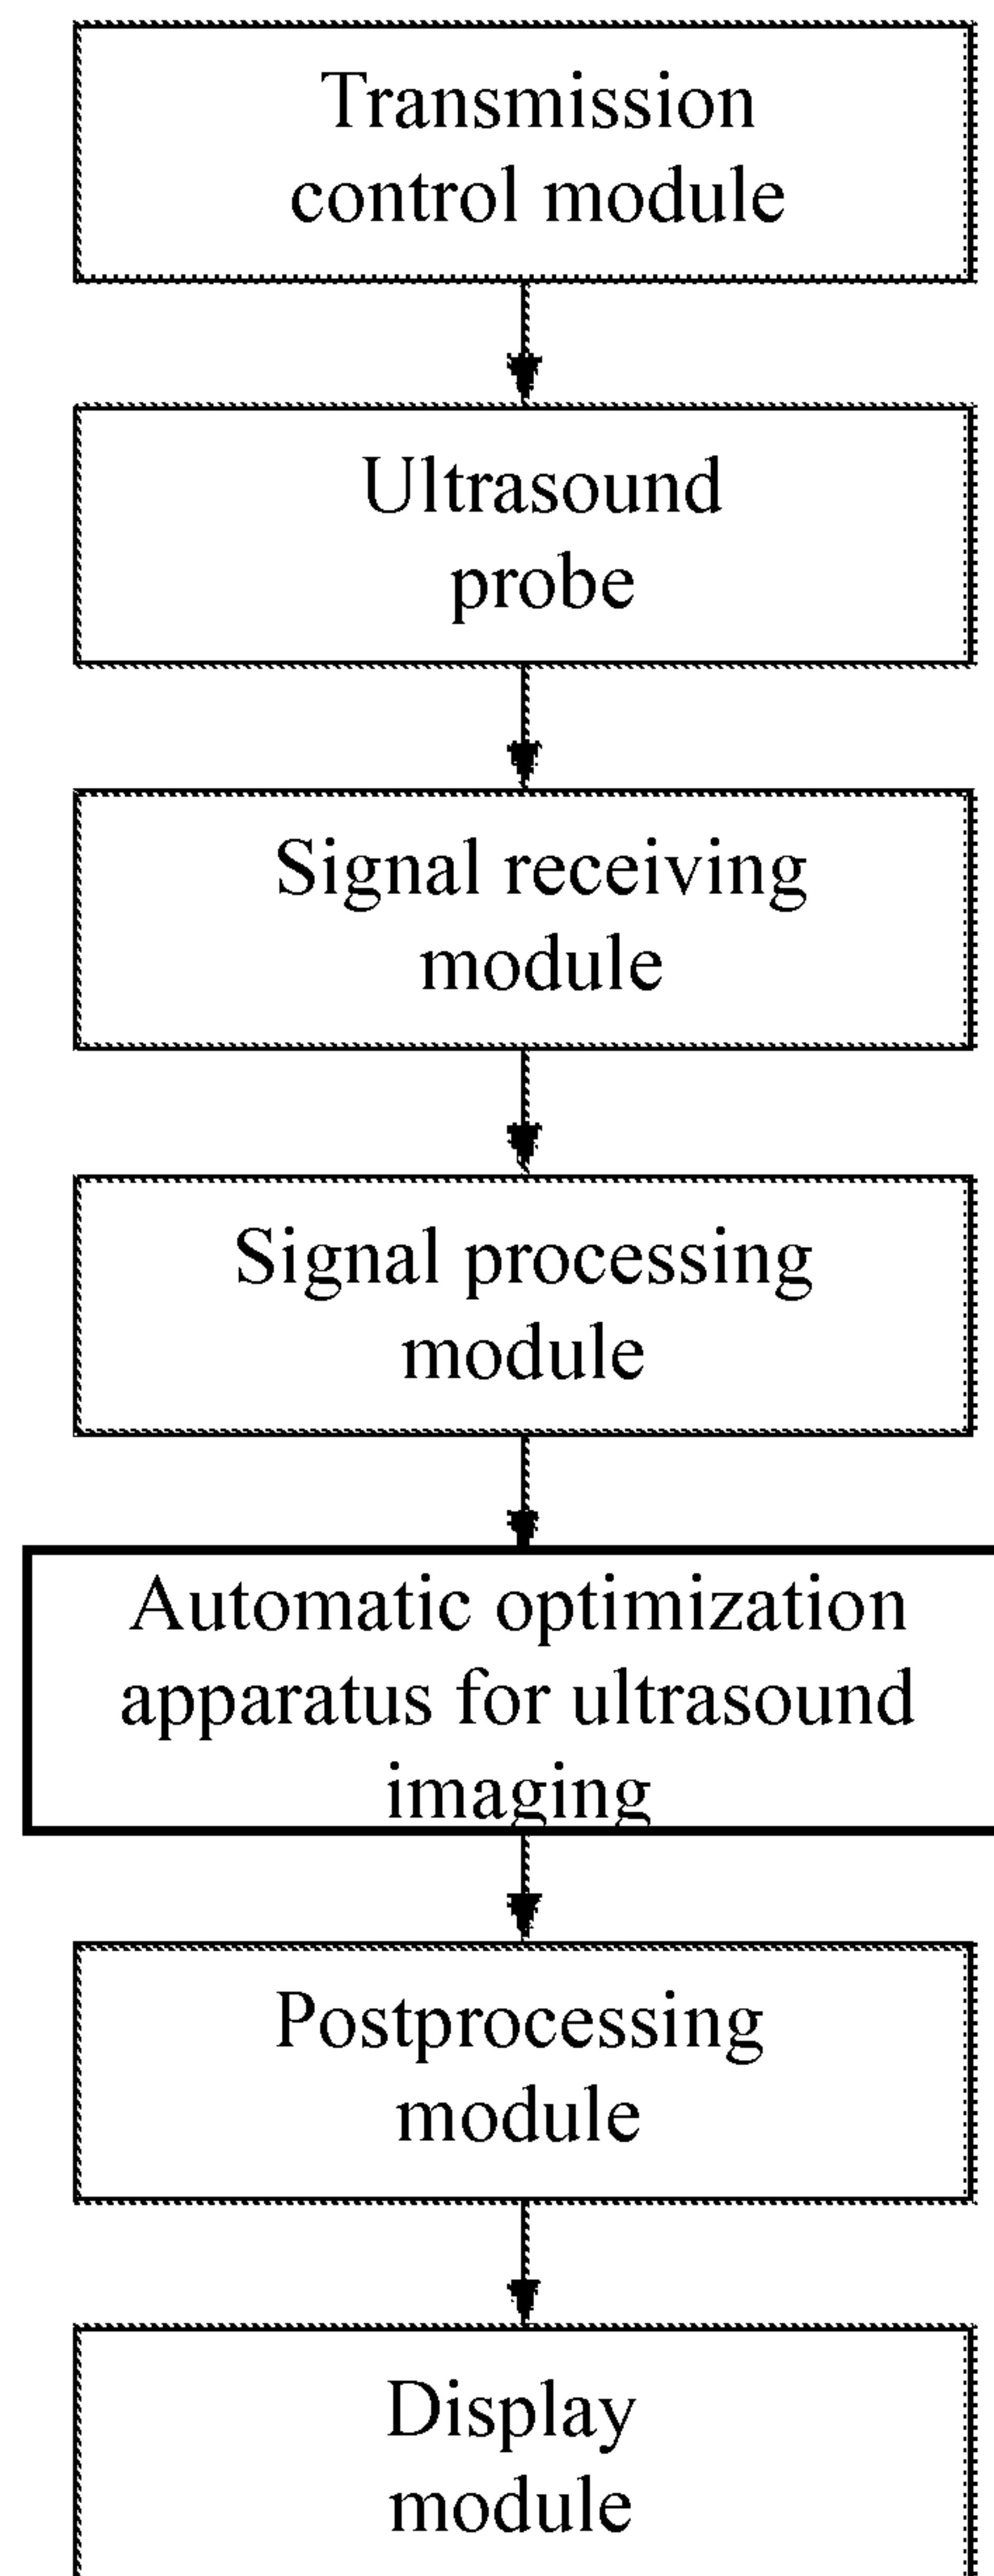 Transmission
control module
Ultrasound
probe
Signal receiving
module
Signal processing
module
Automatic optimization
apparatus for ultrasound
imaging
Postprocessing
module
Display
module